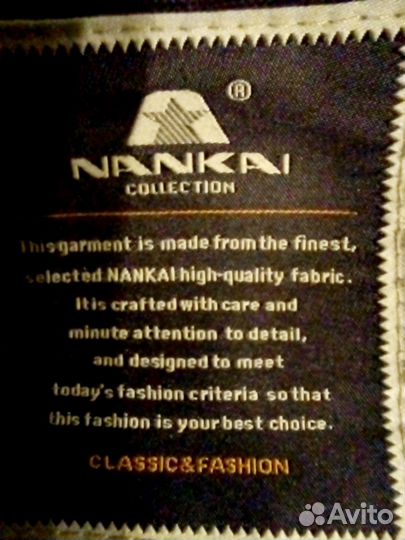 ®
NANKAI
COLLECTION
This garment is made from the finest,
selected NANKAI high-quality fabric.
It is crafted with care and
minute attention to detail,
and designed to meet
today's fashion criteria so that
this fashion is your best choice.
CLASSIC&FASHION
Avito